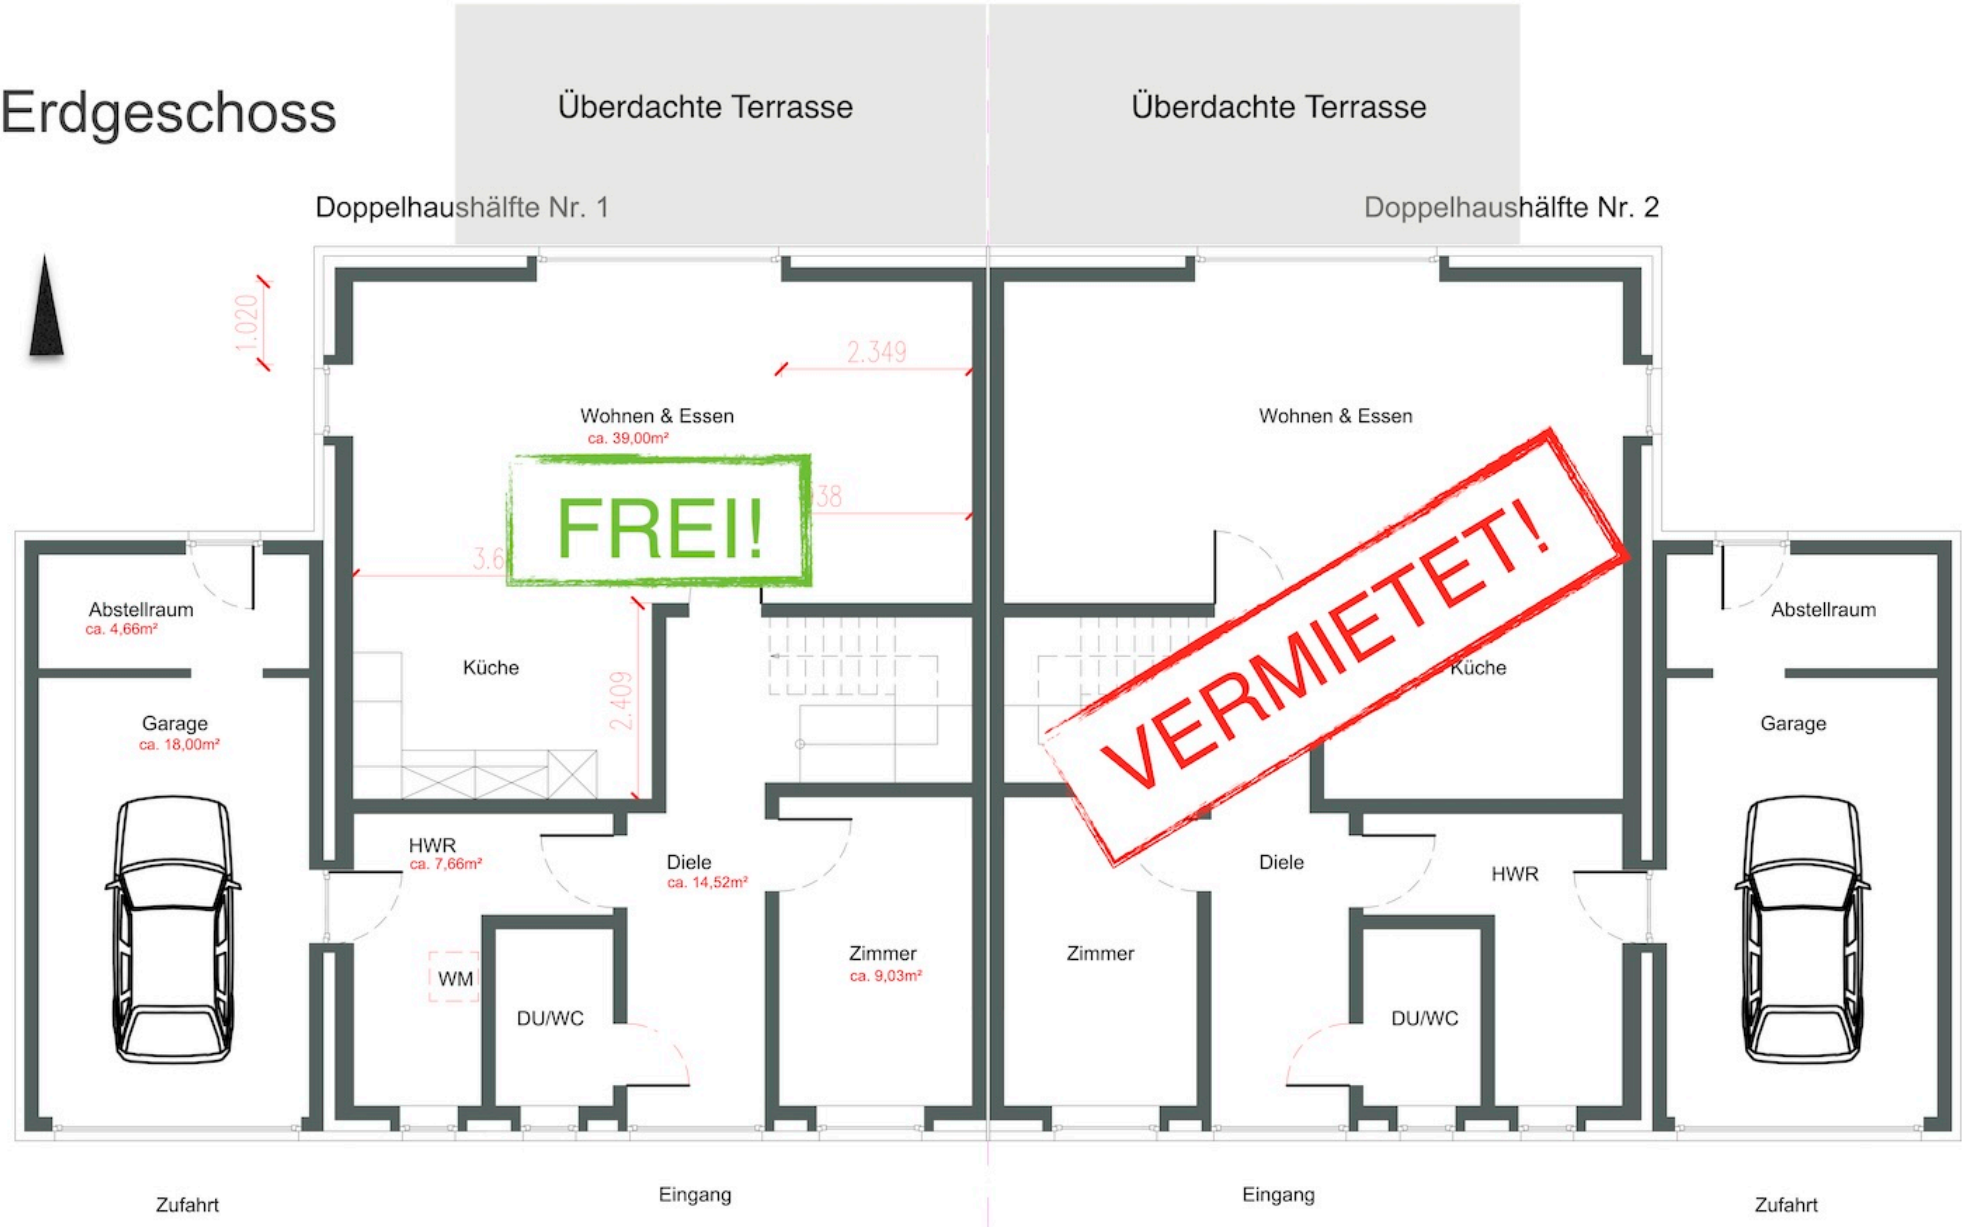 Überdachte Terrasse
Überdachte Terrasse
Erdgeschoss
Doppelhaushälfte Nr. 1
Doppelhaushälfte Nr. 2
1.020
2.349
Wohnen & Essen
ca. 39,00m²
Wohnen & Essen
38
FREI!
3.6
VERMIETET!
Abstellraum
ca. 4,66m²
Abstellraum
Küche
Küche
2.409
Garage
ca. 18,00m²
Garage
HWR
ca. 7,66m²
Diele
ca. 14,52m²
Diele
HWR
Zimmer
ca. 9,03m²
Zimmer
WM
DU/WC
DU/WC
Zufahrt
Eingang
Eingang
Zufahrt